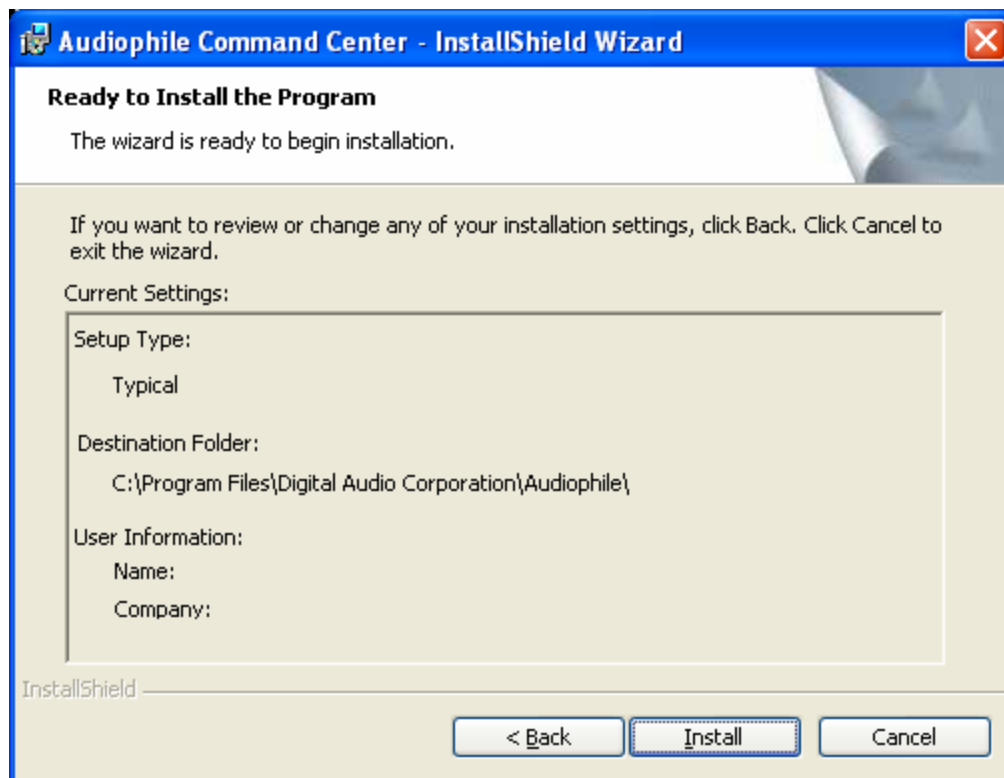 Audiophile Command Center - InstallShield Wizard
Ready to Install the Program
The wizard is ready to begin installation.
If you want to review or change any of your installation settings, click Back. Click Cancel to
exit the wizard.
Current Settings:
Setup Type:
Typical
Destination Folder:
C:\Program Files\Digital Audio Corporation\Audiophile\
User Information:
Name:
Company:
InstallShield
< Back
Install
Cancel